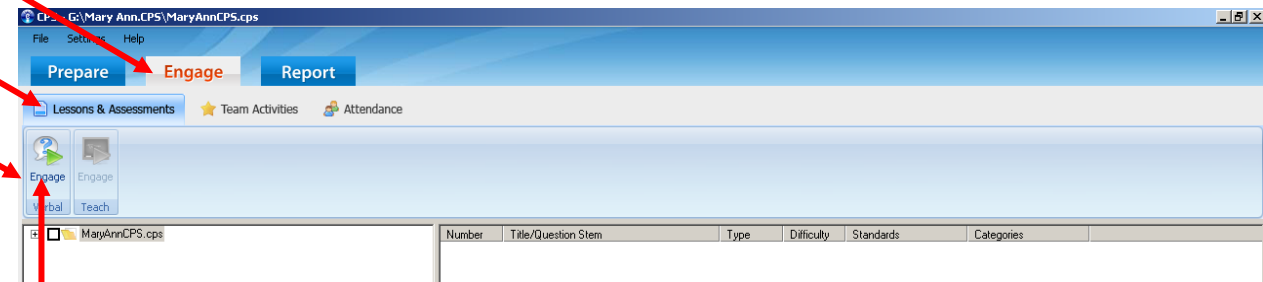 CPS - G:\Mary Ann.CPS\MaryAnnCPS.cps
File Settings Help
Prepare Engage Report
Lessons & Assessments Team Activities Attendance
Engage Engage
Verbal Teach
MaryAnnCPS.cps Number Title/Question Stem Type Difficulty Standards Categories